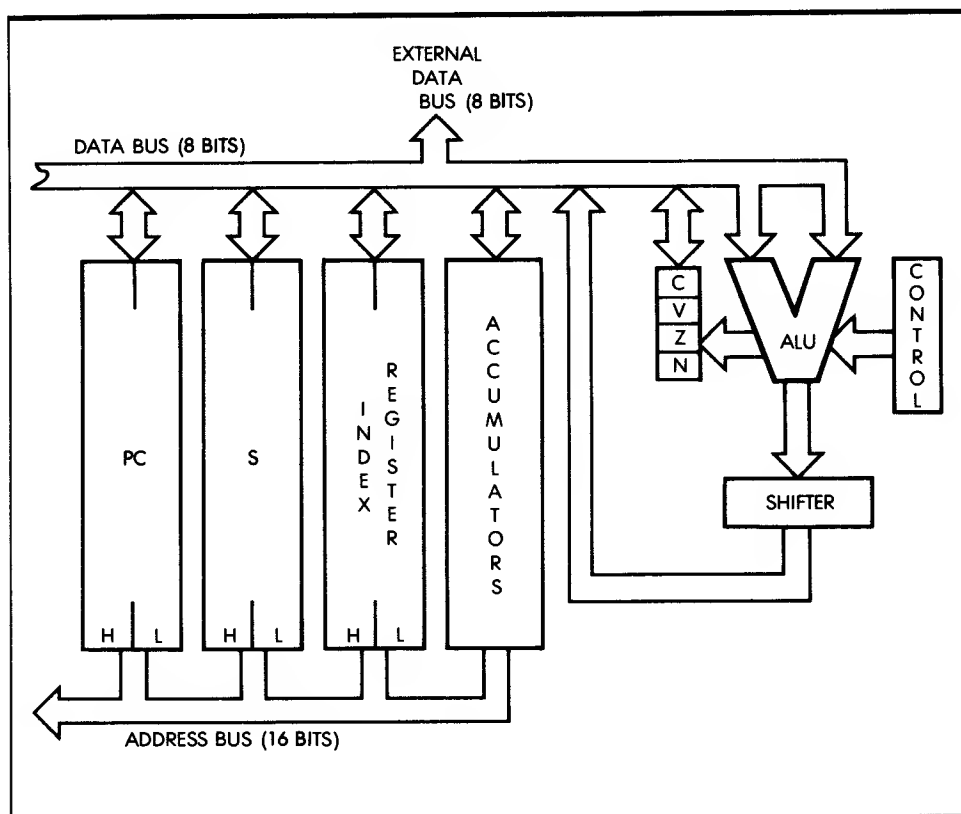 EXTERNAL
DATA
BUS (8 BITS)
DATA BUS (8 BITS)
PC
H L
S
H L
INDEX
REGISTER
H L
ACCUMULATORS
C
V
Z
N
ALU
CONTROL
SHIFTER
ADDRESS BUS (16 BITS)